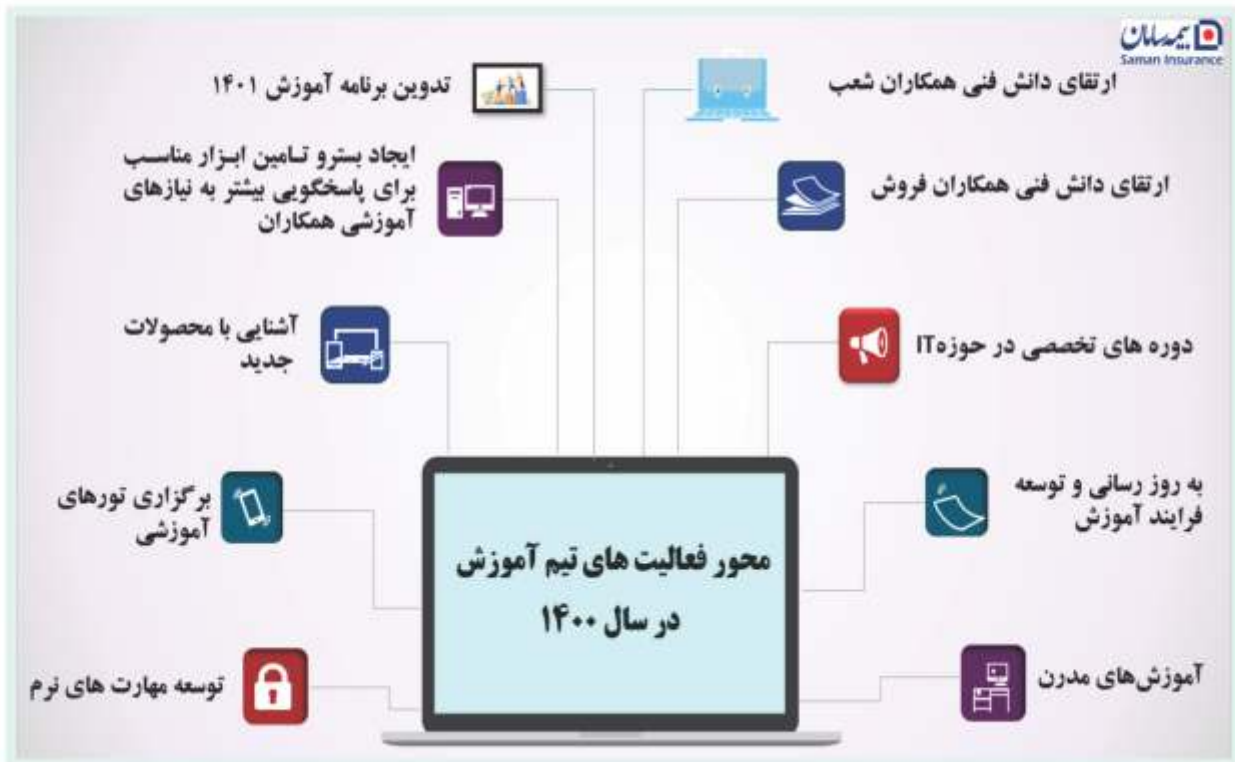 بیمه سامان
Saman Insurance
ارتقای دانش فنی همکاران شعب
ارتقای دانش فنی همکاران فروش
دوره های تخصصی در حوزه IT
به روز رسانی و توسعه
فرایند آموزش
آموزش‌های مدرن
تدوین برنامه آموزش ۱۴۰۱
ایجاد بسترو تامین ابزار مناسب
برای پاسخگویی بیشتر به نیازهای
آموزشی همکاران
آشنایی با محصولات
جدید
برگزاری تورهای
آموزشی
توسعه مهارت های نرم
محور فعالیت های تیم آموزش
در سال ۱۴۰۰